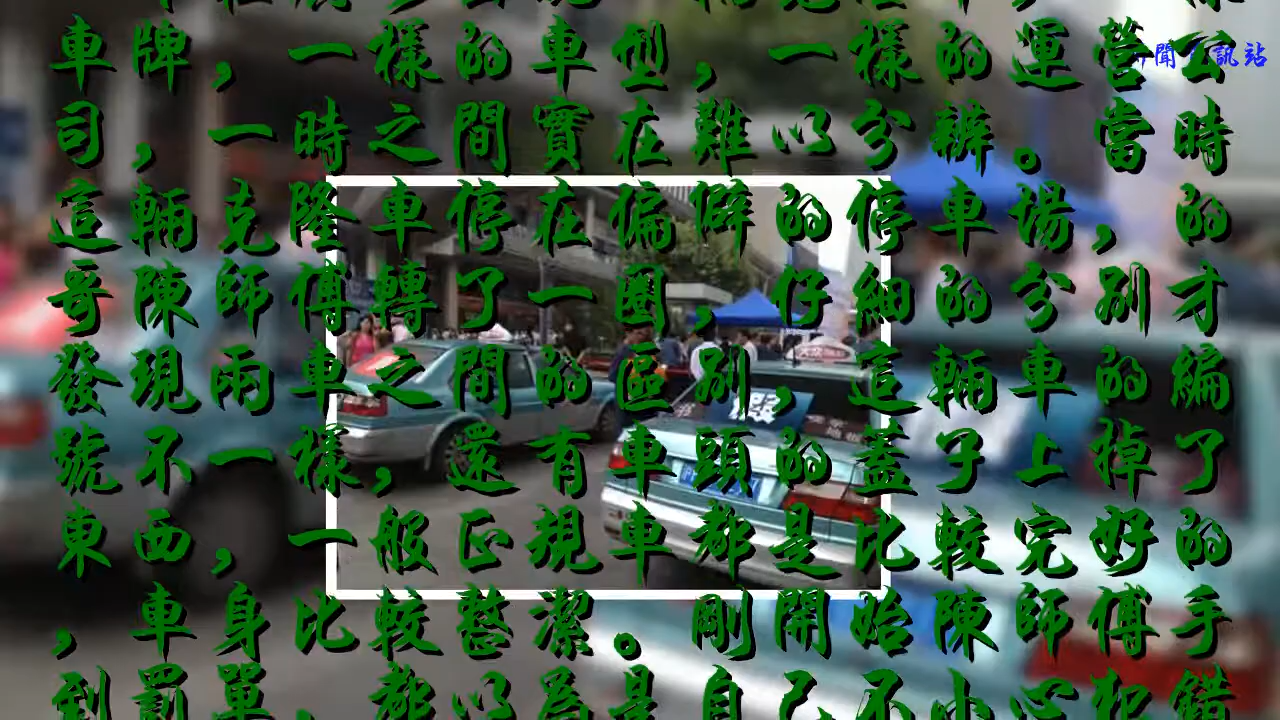 車牌，一樣的車型，一樣的運營公
司，一時之間實在難以分辨。當時
這輛克隆車停在偏僻的停車場，的
哥陳師傅轉了一圈，仔細的分別才
發現兩車之間的區別，這輛車的編
號不一樣，還有車頭的蓋子上掉了
東西，一般正規車都是比較完好的
，車身比較整潔。剛開始陳師傅手
到罰單，都以為是自己不小心犯錯